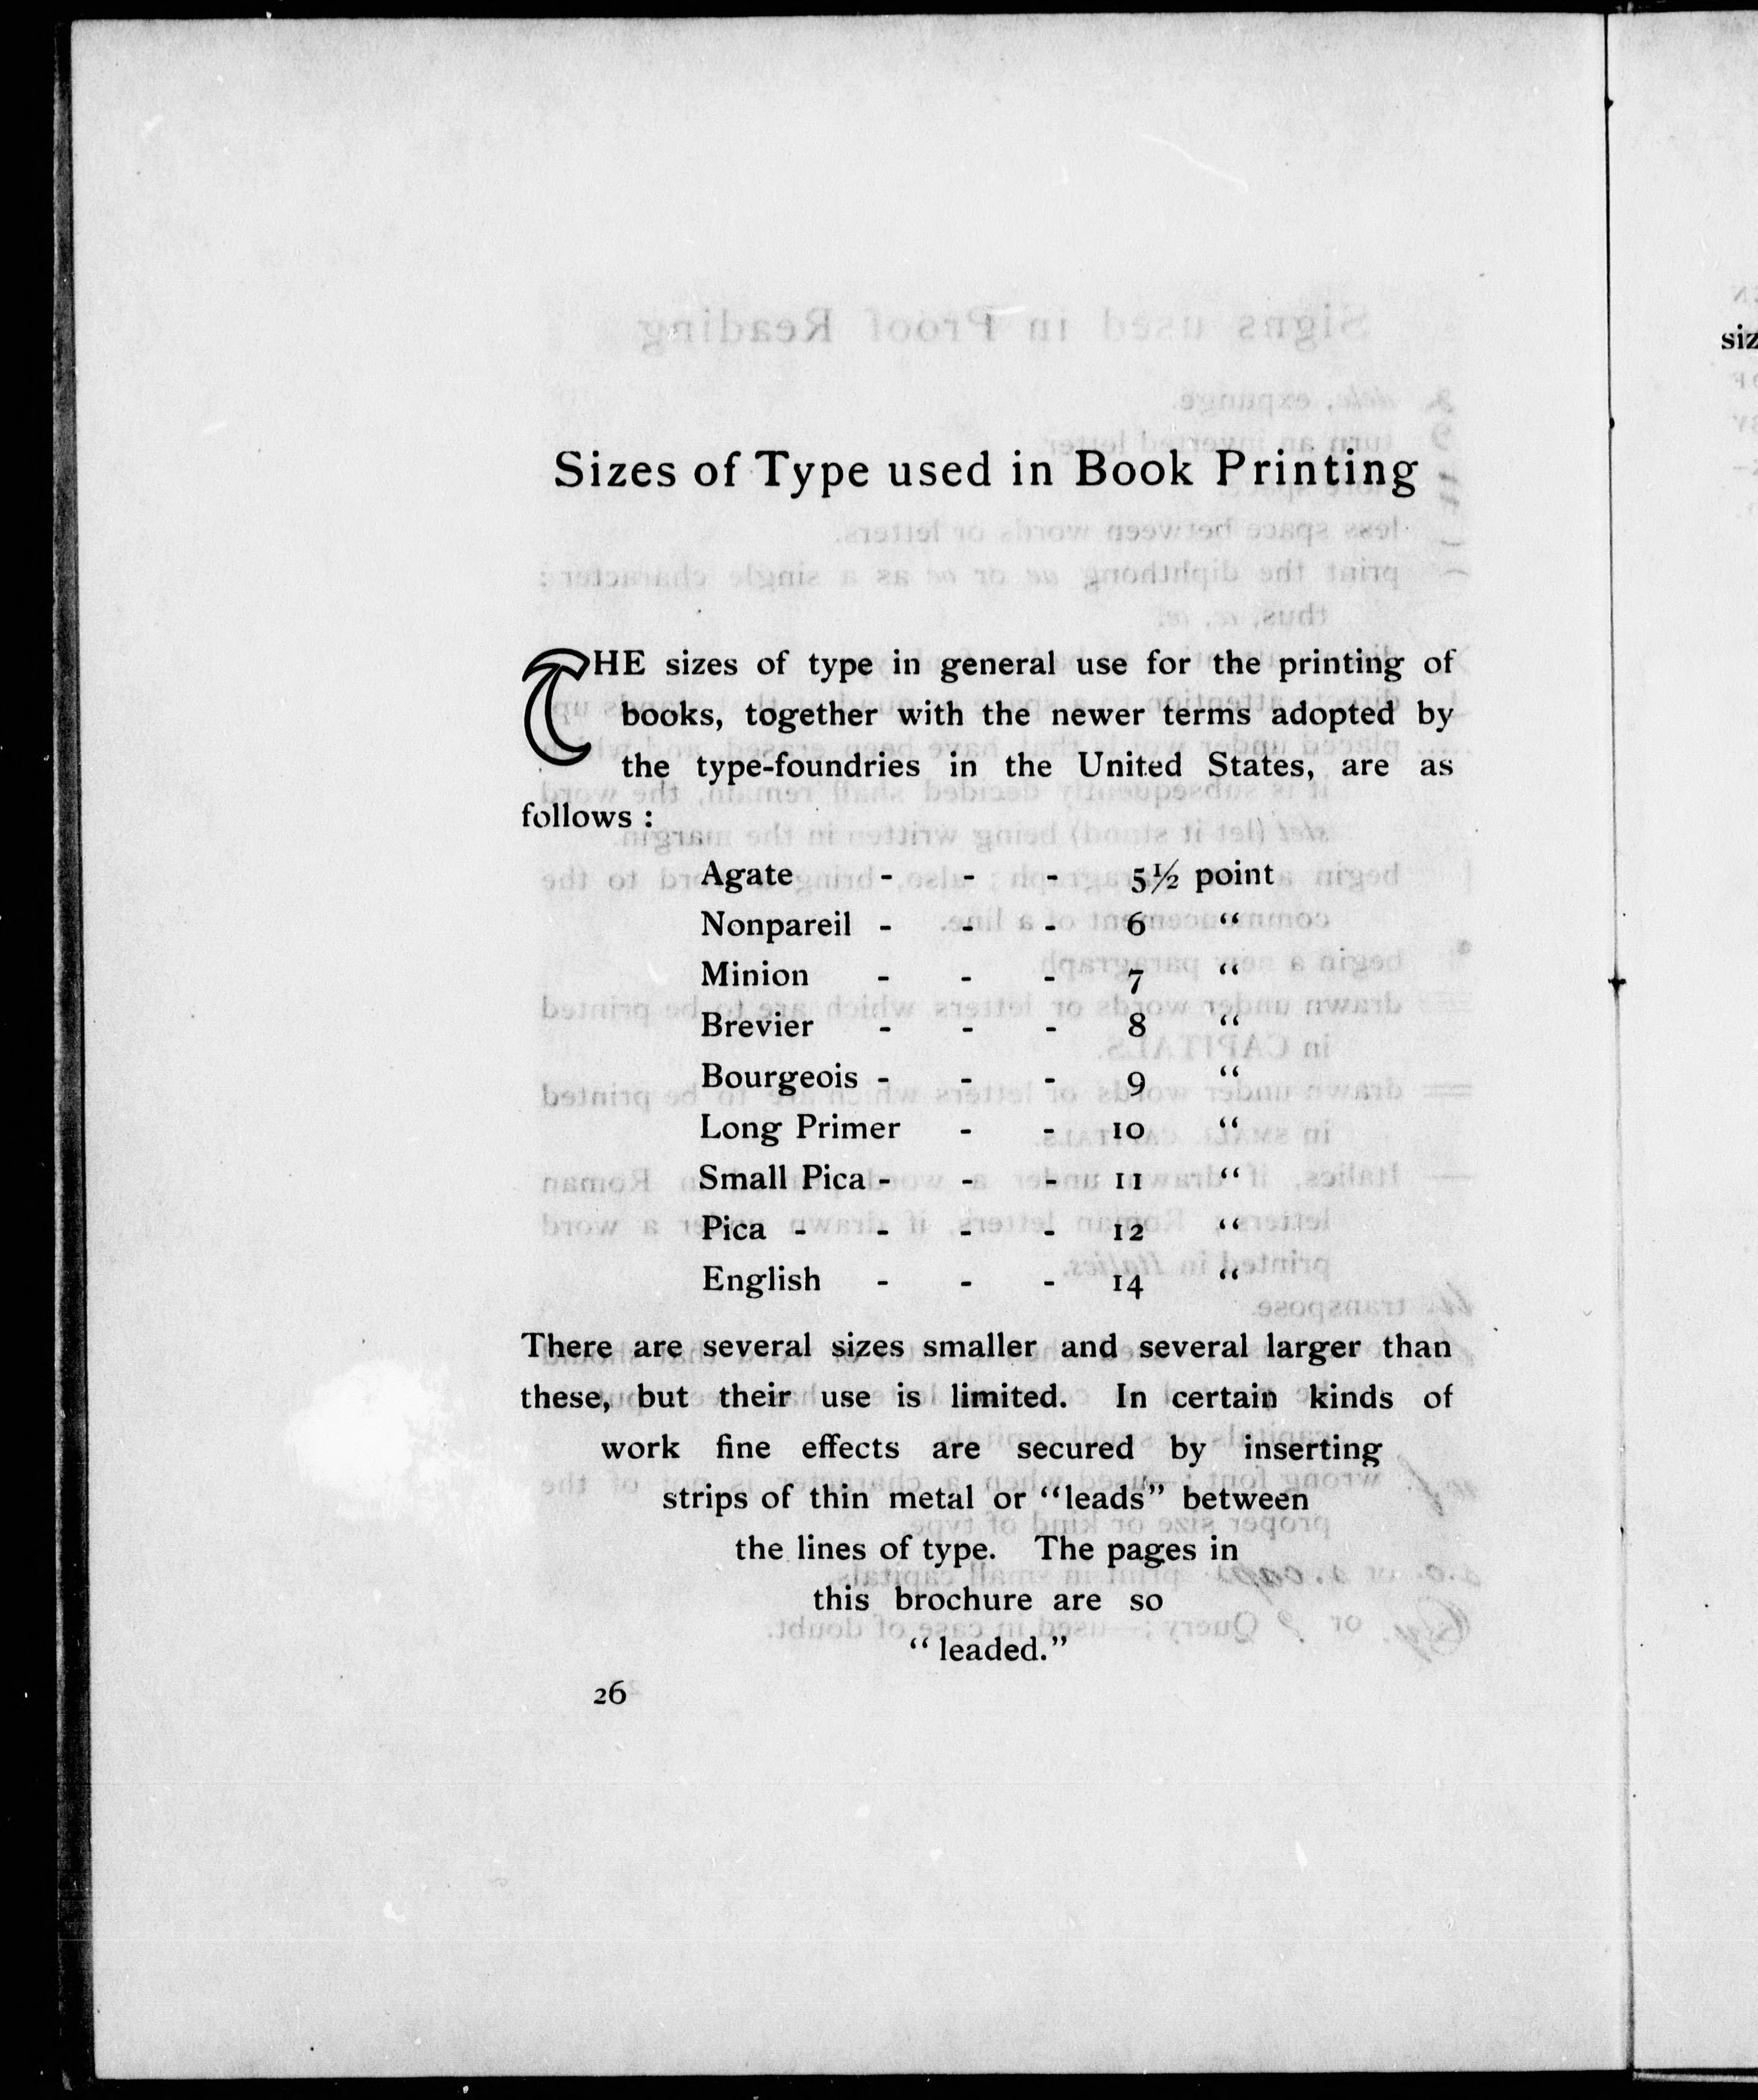 Sizes of Type used in Book Printing
THE sizes of type in general use for the printing of
books, together with the newer terms adopted by
the type-foundries in the United States, are as
follows :
Agate - - - 5½ point
Nonpareil - - - 6 “
Minion - - - 7 “
Brevier - - - 8 “
Bourgeois - - - 9 “
Long Primer - - 10 “
Small Pica - - - 11 “
Pica - - - - 12 “
English - - - 14 “
There are several sizes smaller and several larger than
these, but their use is limited. In certain kinds of
work fine effects are secured by inserting
strips of thin metal or “leads” between
the lines of type. The pages in
this brochure are so
“ leaded.”
26
siz